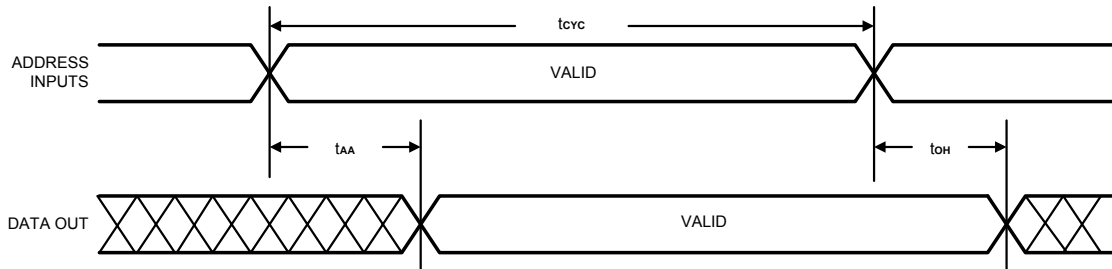 tCYC
ADDRESS
INPUTS
VALID
tAA
tOH
DATA OUT
VALID